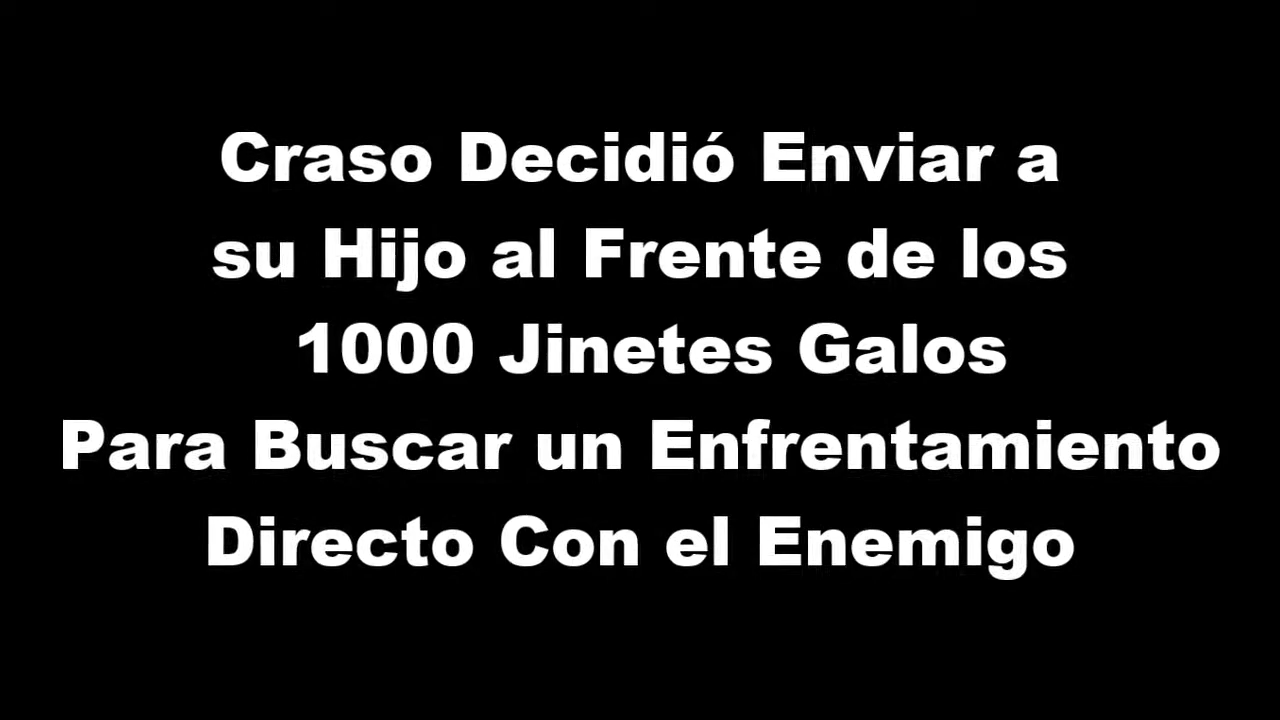 Craso Decidió Enviar a
su Hijo al Frente de los
1000 Jinetes Galos
Para Buscar un Enfrentamiento
Directo Con el Enemigo